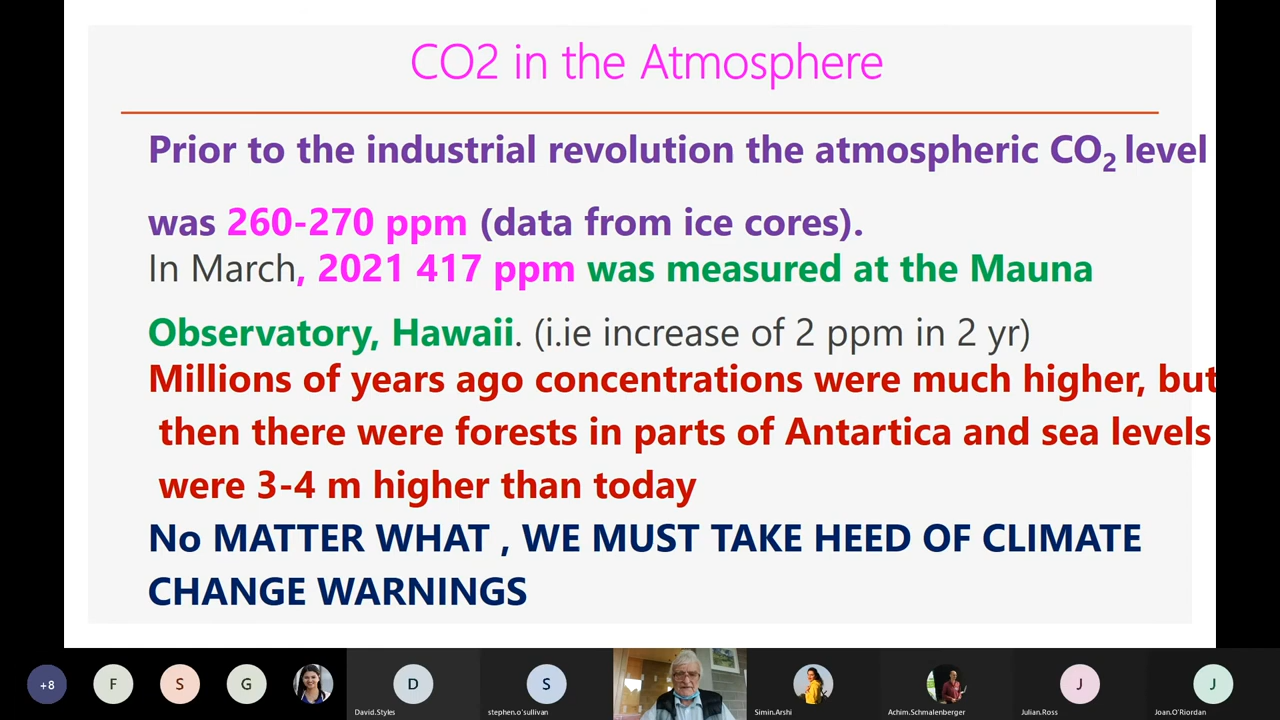 CO2 in the Atmosphere
Prior to the industrial revolution the atmospheric CO2 level
was 260-270 ppm (data from ice cores).
In March, 2021 417 ppm was measured at the Mauna
Observatory, Hawaii. (i.ie increase of 2 ppm in 2 yr)
Millions of years ago concentrations were much higher, but
then there were forests in parts of Antartica and sea levels
were 3-4 m higher than today
No MATTER WHAT , WE MUST TAKE HEED OF CLIMATE
CHANGE WARNINGS
+8 F S G D S J J
David.Styles stephen.o'sullivan Simin.Arshi Achim.Schmalenberger Julian.Ross Joan.O'Riordan